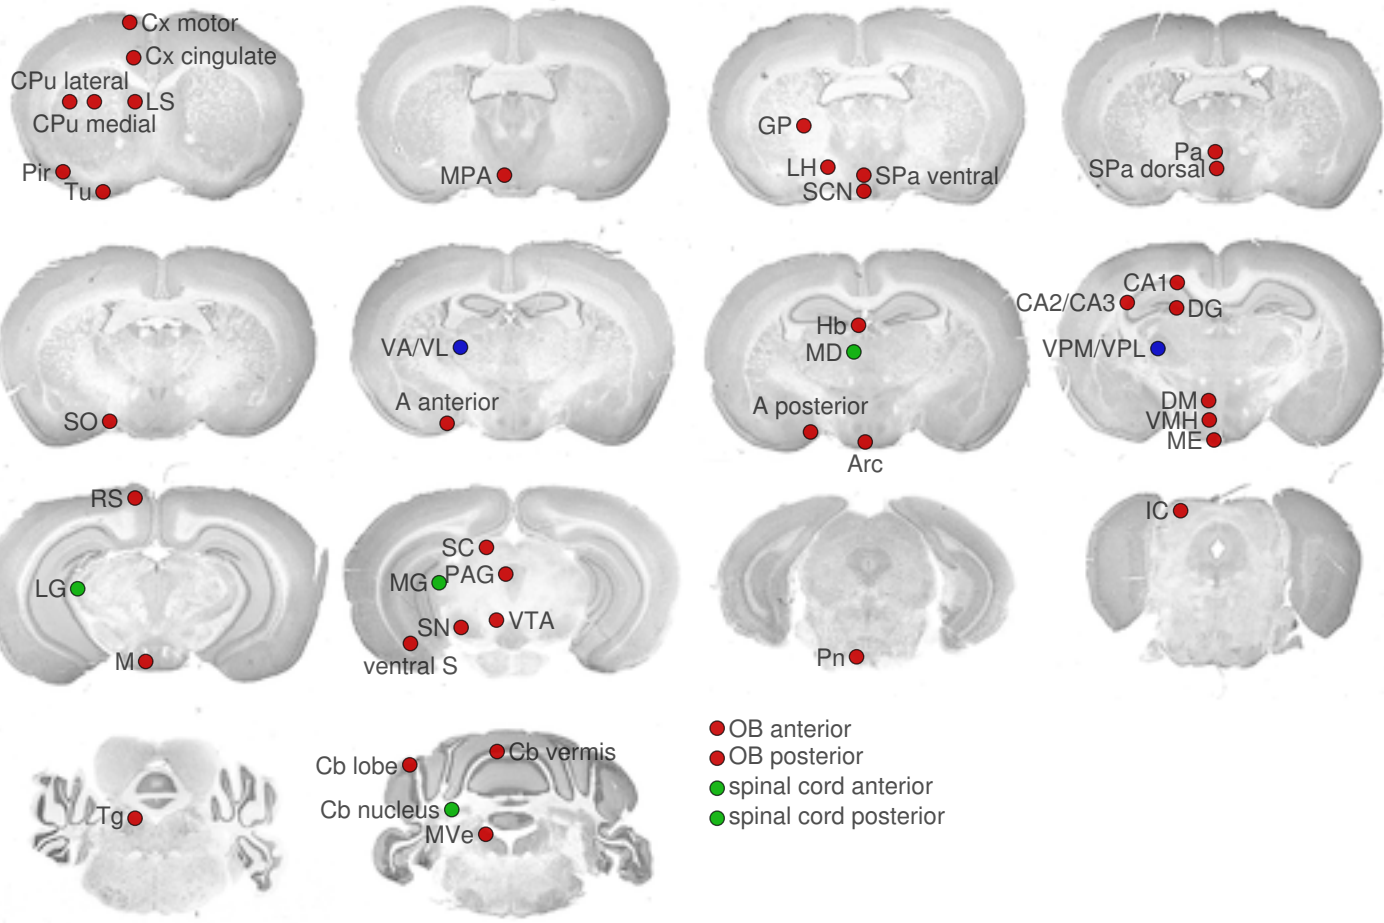 Cx motor
Cx cingulate
CPu lateral
LS
CPu medial
Pir
Tu
MPA
GP
LH
SPa ventral
SCN
Pa
SPa dorsal
SO
VA/VL
A anterior
Hb
MD
A posterior
Arc
CA1
CA2/CA3
DG
VPM/VPL
DM
VMH
ME
RS
LG
M
SC
MG
PAG
SN
VTA
ventral S
Pn
IC
Tg
Cb vermis
Cb lobe
Cb nucleus
MVe
OB anterior
OB posterior
spinal cord anterior
spinal cord posterior